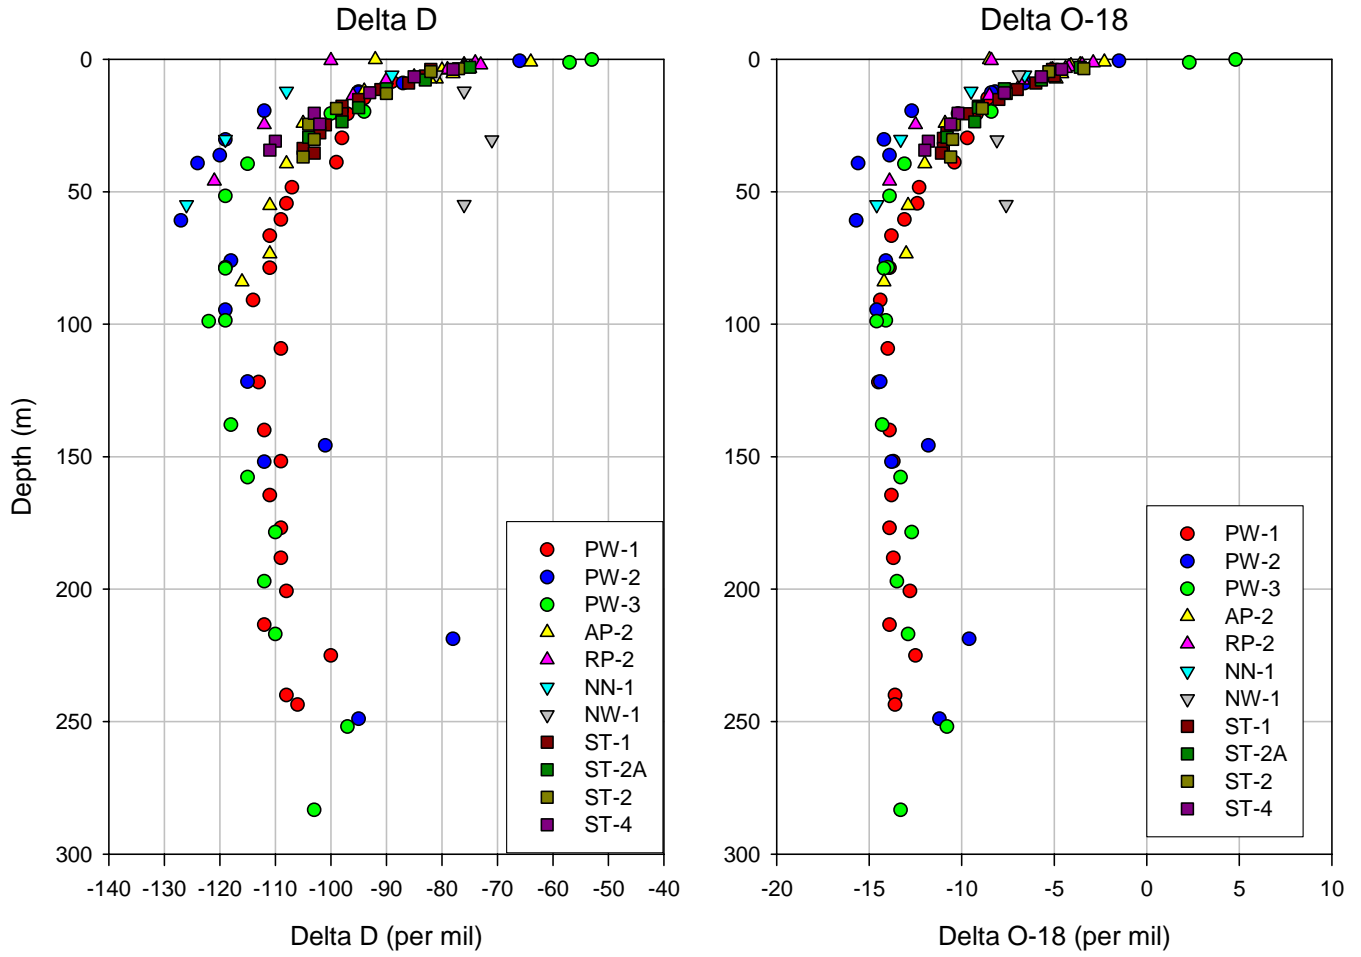 Delta D
Delta O-18
0
50
100
150
200
250
300
Depth (m)
-140 -130 -120 -110 -100 -90 -80 -70 -60 -50 -40
Delta D (per mil)
PW-1
PW-2
PW-3
AP-2
RP-2
NN-1
NW-1
ST-1
ST-2A
ST-2
ST-4
0
50
100
150
200
250
300
-20 -15 -10 -5 0 5 10
Delta O-18 (per mil)
PW-1
PW-2
PW-3
AP-2
RP-2
NN-1
NW-1
ST-1
ST-2A
ST-2
ST-4